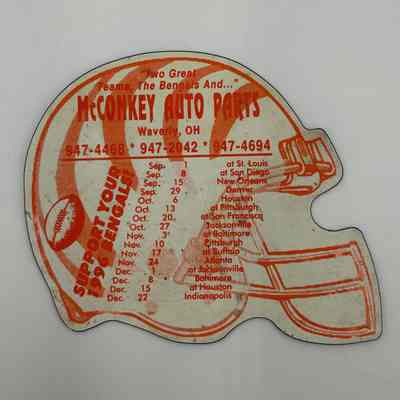 "Two Great
Teams, The Bengals And..."
McCONKEY AUTO PARTS
Waverly, OH
947-4468 * 947-2042 * 947-4694
SUPPORT YOUR
1996 BENGALS!
Sep. 1 at St. Louis
Sep. 8 at San Diego
Sep. 15 New Orleans
Sep. 29 Denver
Oct. 6 Houston
Oct. 13 at Pittsburgh
Oct. 20 at San Francisco
Oct. 27 Jacksonville
Nov. 3 at Baltimore
Nov. 10 Pittsburgh
Nov. 17 at Buffalo
Nov. 24 Atlanta
Dec. 1 at Jacksonville
Dec. 8 Baltimore
Dec. 15 at Houston
Dec. 22 Indianapolis